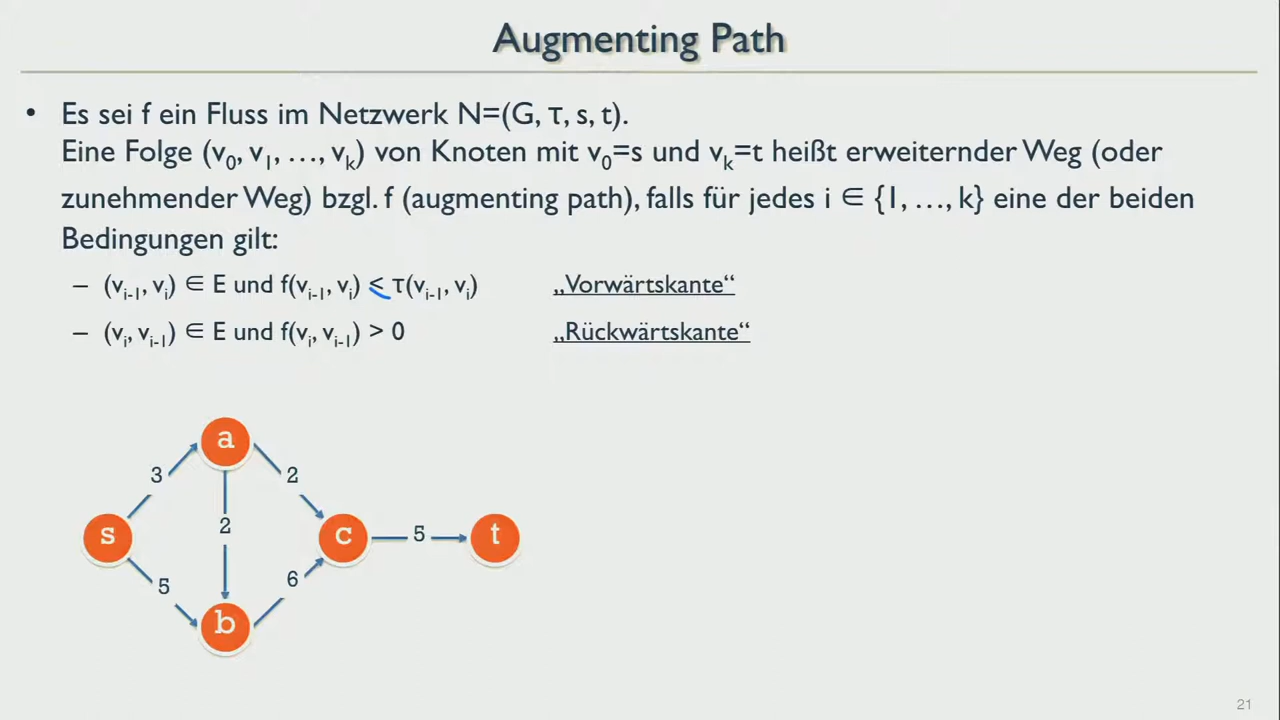 Augmenting Path
• Es sei f ein Fluss im Netzwerk N=(G, τ, s, t).
Eine Folge (v0, v1, …, vk) von Knoten mit v0=s und vk=t heißt erweiternder Weg (oder
zunehmender Weg) bzgl. f (augmenting path), falls für jedes i ∈ {1, …, k} eine der beiden
Bedingungen gilt:
– (vi-1, vi) ∈ E und f(vi-1, vi) < τ(vi-1, vi) „Vorwärtskante“
– (vi, vi-1) ∈ E und f(vi, vi-1) > 0 „Rückwärtskante“
a
3 2
2
s c 5 t
5 6
b
21